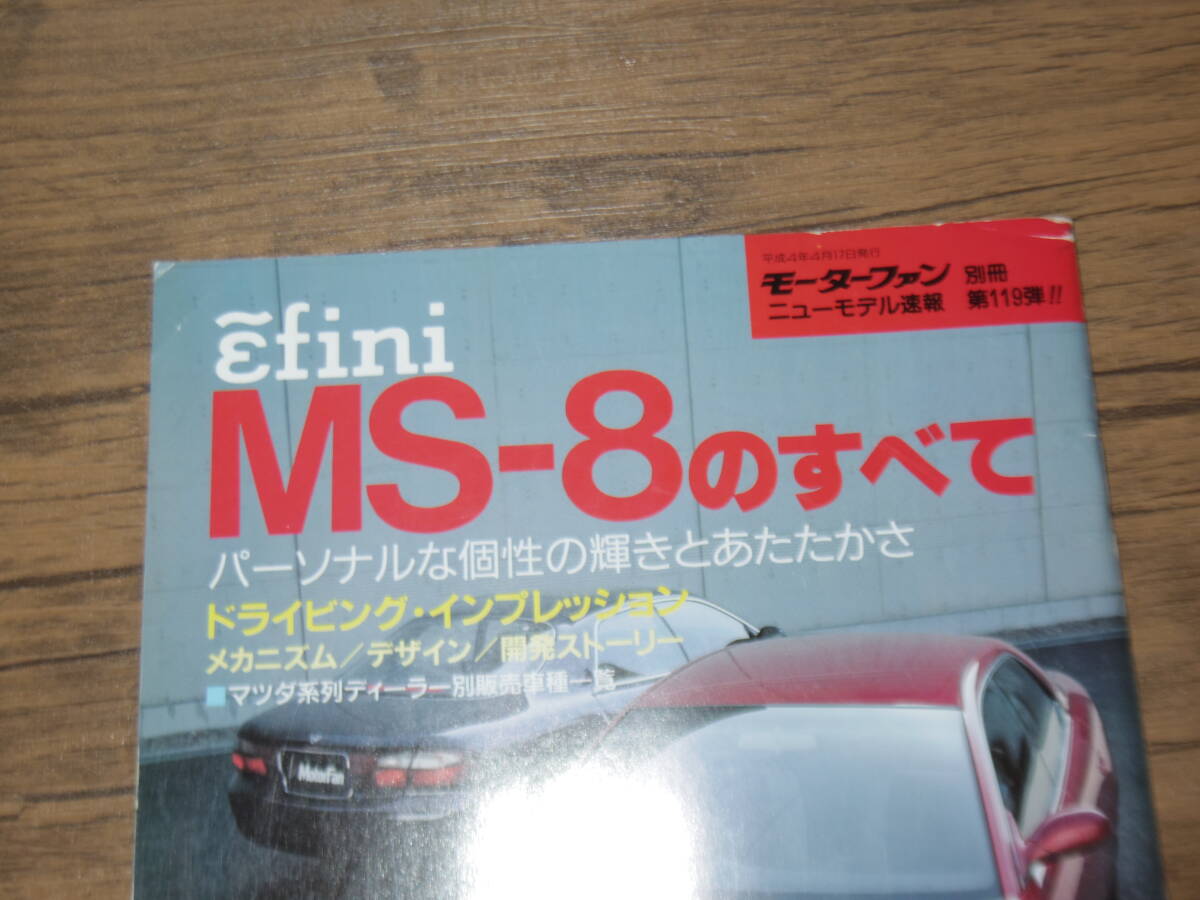 平成4年4月17日発行
モーターファン 別冊
ニューモデル速報 第119弾!!
ε̃fini
MS-8のすべて
パーソナルな個性の輝きとあたたかさ
ドライビング・インプレッション
メカニズム/デザイン/開発ストーリー
■マツダ系列ディーラー別販売車種一覧
MotorFan